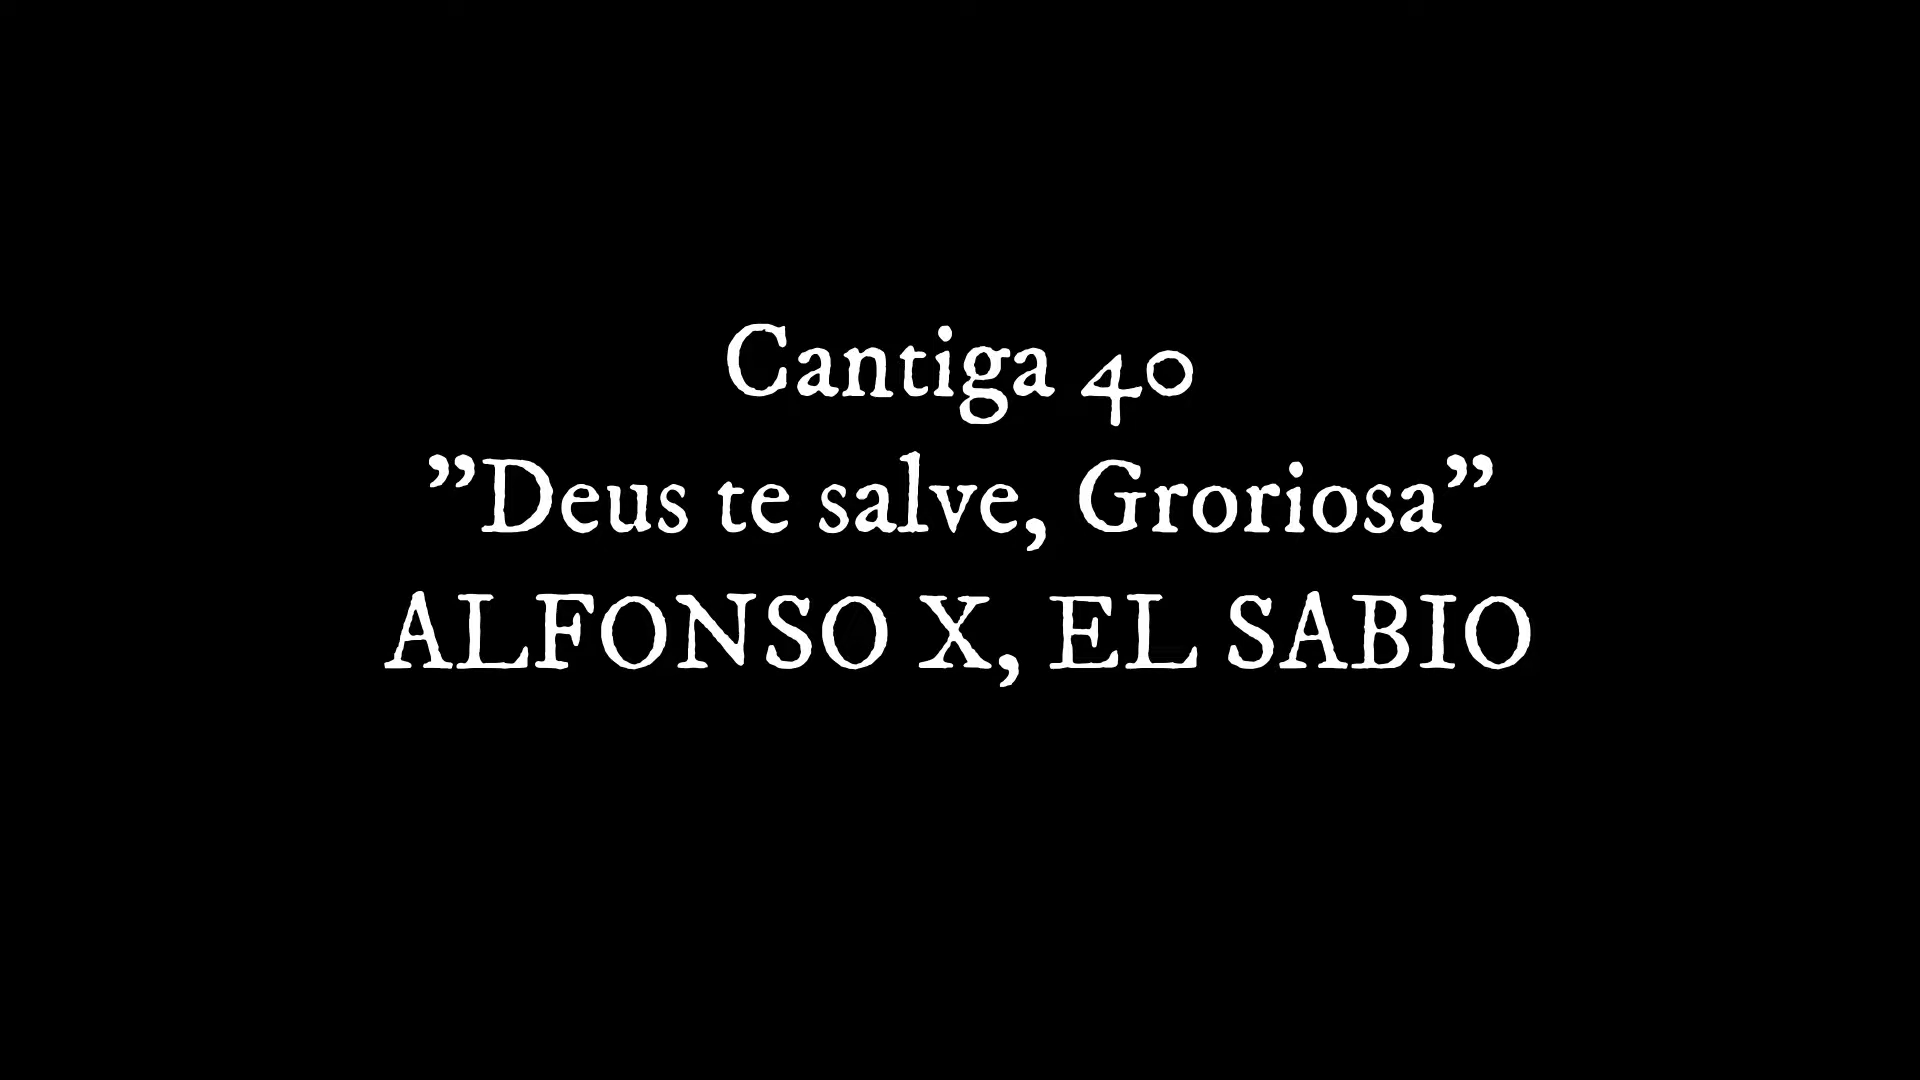 Cantiga 40
”Deus te salve, Groriosa”
ALFONSO X, EL SABIO